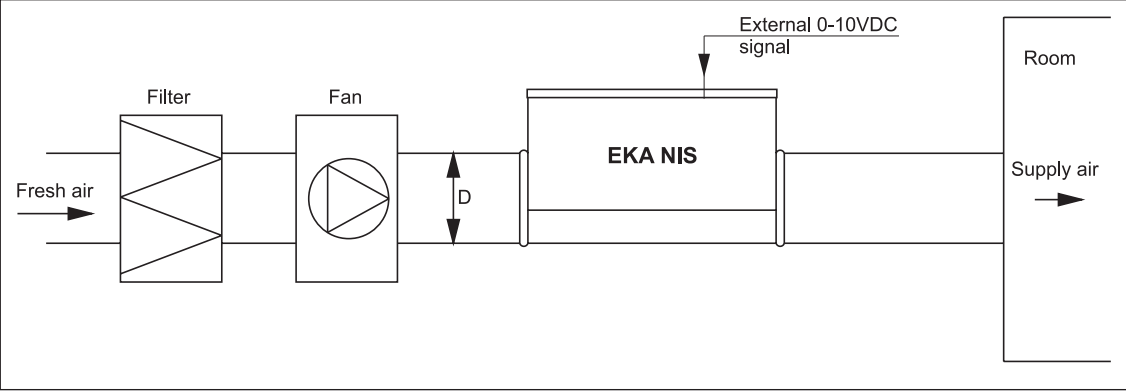 External 0-10VDC
signal
Room
Filter
Fan
EKA NIS
Fresh air
D
Supply air